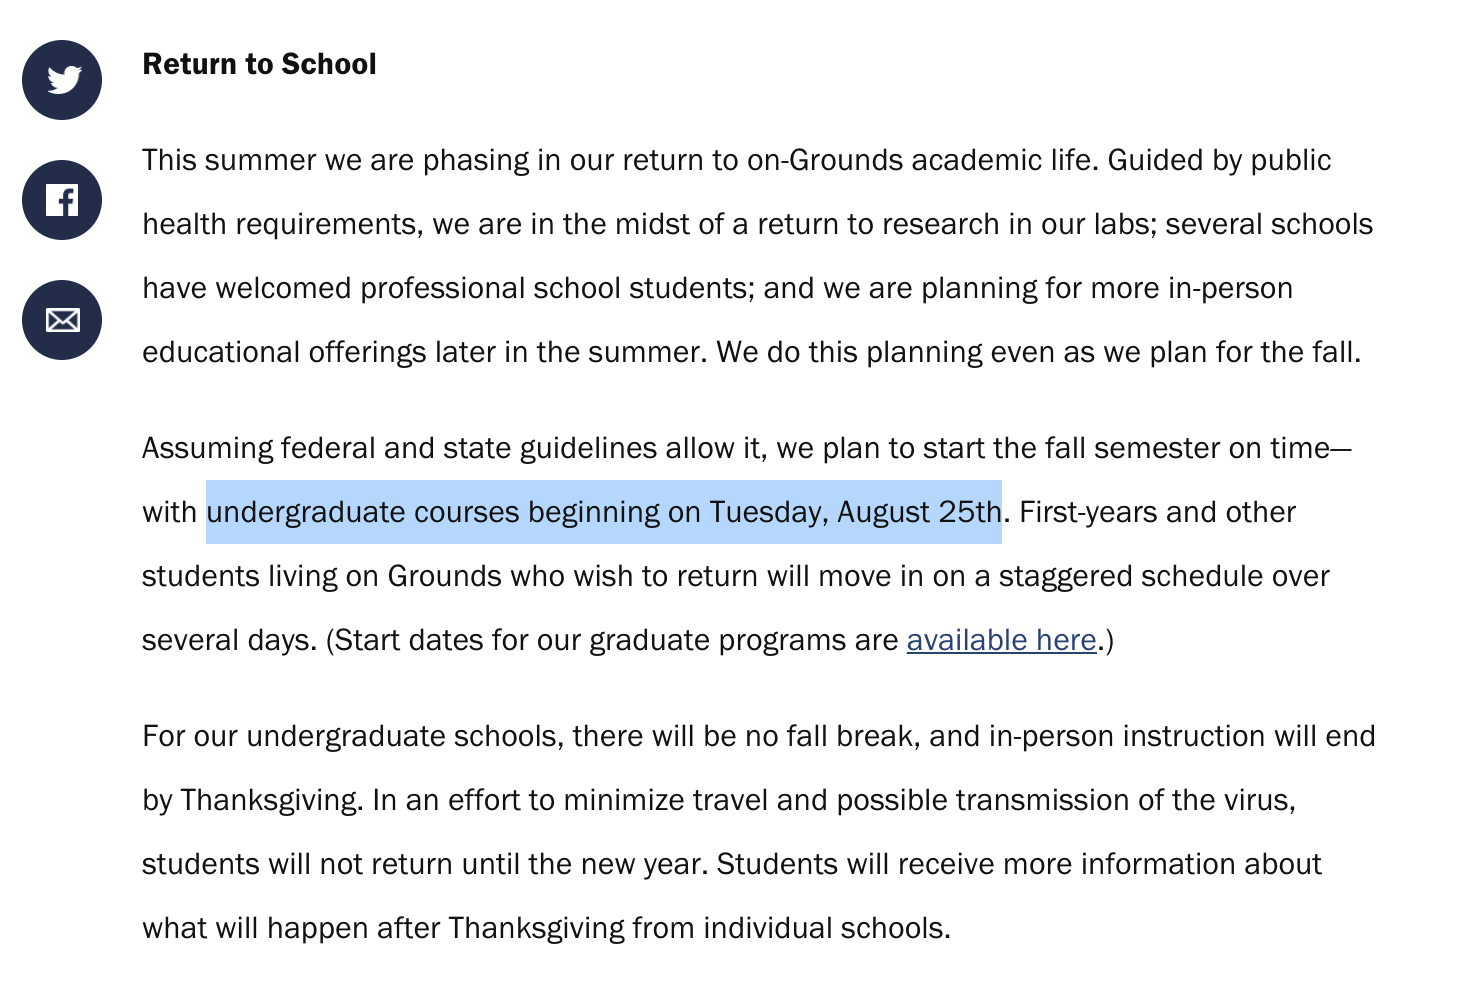 Return to School
This summer we are phasing in our return to on-Grounds academic life. Guided by public
health requirements, we are in the midst of a return to research in our labs; several schools
have welcomed professional school students; and we are planning for more in-person
educational offerings later in the summer. We do this planning even as we plan for the fall.
Assuming federal and state guidelines allow it, we plan to start the fall semester on time—
with undergraduate courses beginning on Tuesday, August 25th. First-years and other
students living on Grounds who wish to return will move in on a staggered schedule over
several days. (Start dates for our graduate programs are available here.)
For our undergraduate schools, there will be no fall break, and in-person instruction will end
by Thanksgiving. In an effort to minimize travel and possible transmission of the virus,
students will not return until the new year. Students will receive more information about
what will happen after Thanksgiving from individual schools.